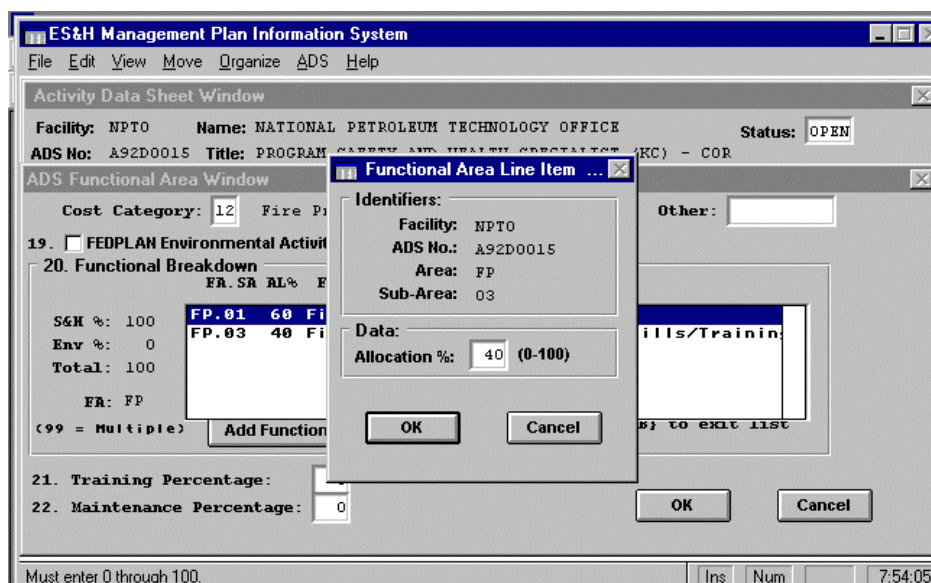 ES&H Management Plan Information System
File Edit View Move Organize ADS Help
Activity Data Sheet Window
Facility: NPTO Name: NATIONAL PETROLEUM TECHNOLOGY OFFICE Status: OPEN
ADS No: A92D0015 Title: PROGRAM SAFETY AND HEALTH SPECIALIST (KC) - COR
ADS Functional Area Window
Cost Category: 12 Fire Other:
19. FEDPLAN Environmental
20. Functional Breakdown
FA.SA AL%
S&H %: 100
Env %: 0
Total: 100
FA: FP
(99 = Multiple)
FP.01 60
FP.03 40
Add
to exit list
21. Training Percentage:
22. Maintenance Percentage: 0
OK Cancel
Functional Area Line Item ...
Identifiers:
Facility: NPTO
ADS No.: A92D0015
Area: FP
Sub-Area: 03
Data:
Allocation %: 40 (0-100)
OK Cancel
Must enter 0 through 100. Ins Num 7:54:05